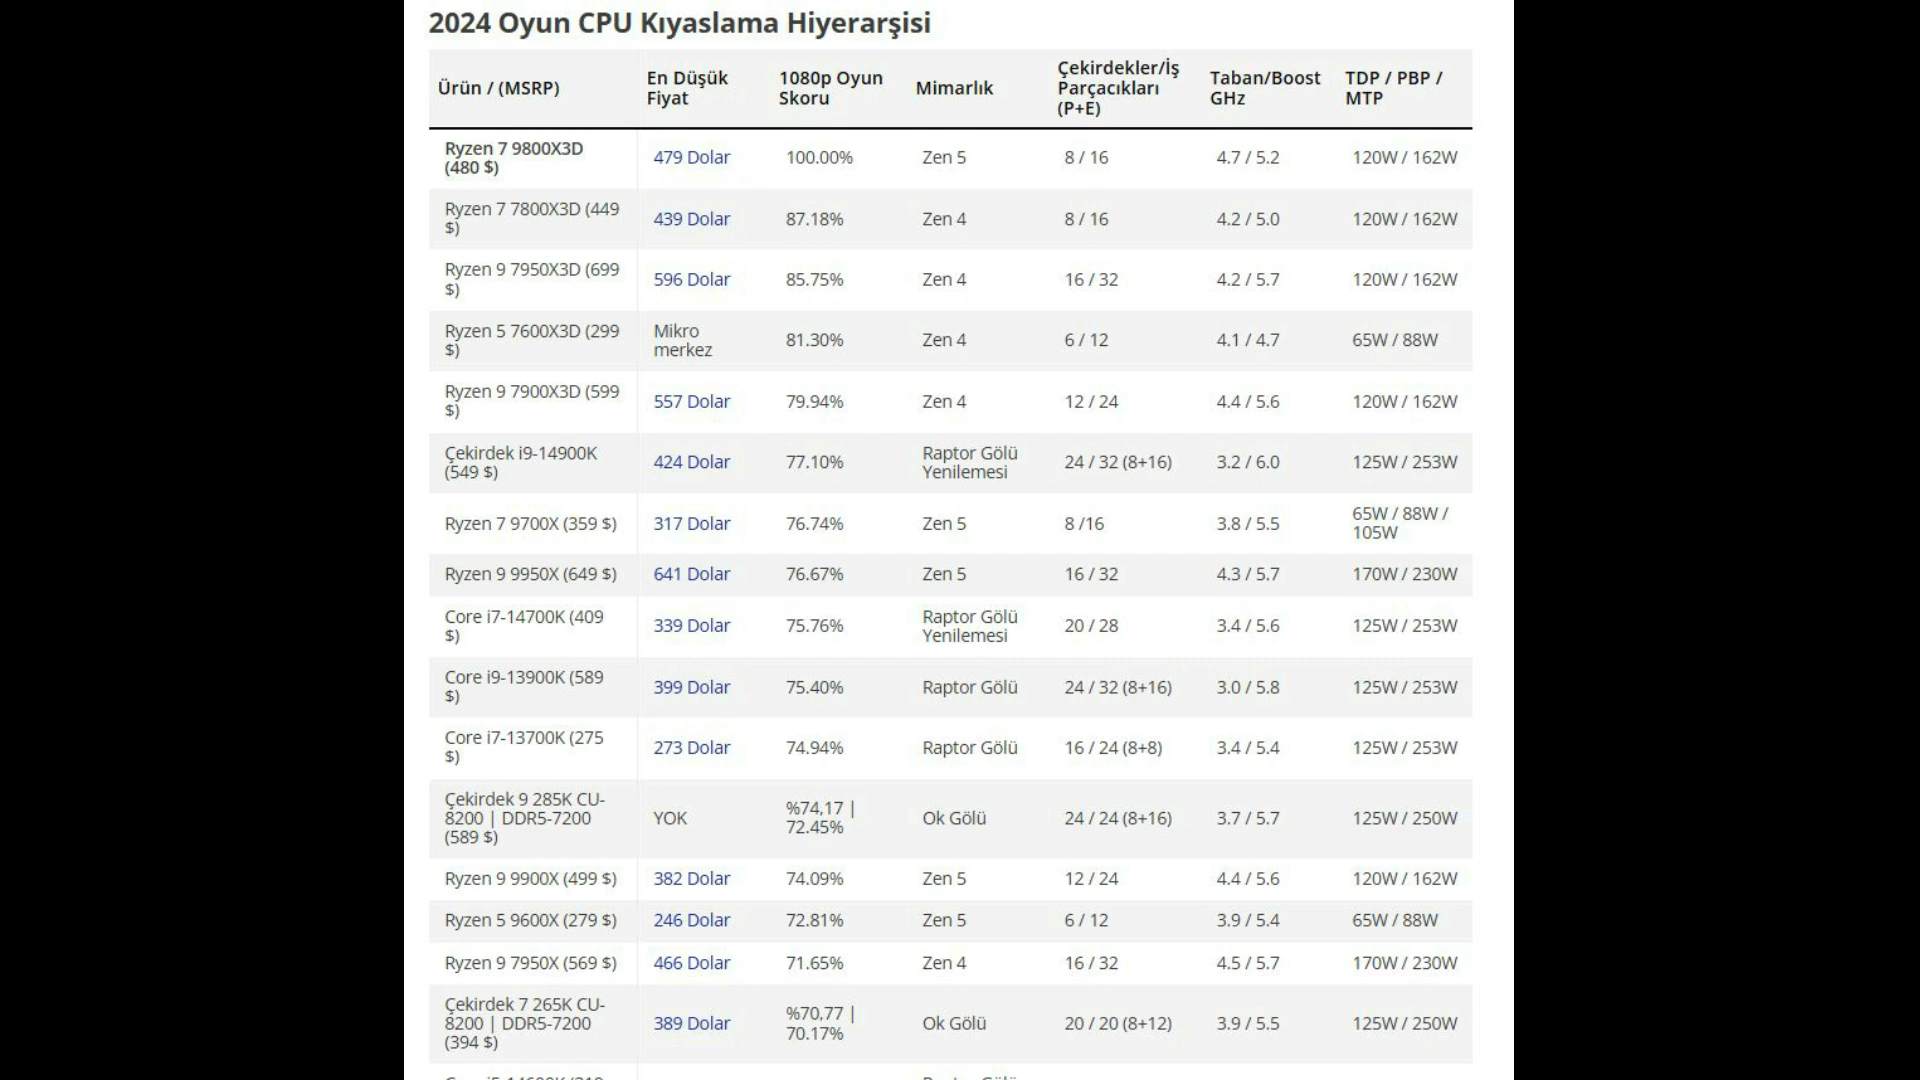 2024 Oyun CPU Kıyaslama Hiyerarşisi
Ürün / (MSRP)
En Düşük
Fiyat
1080p Oyun
Skoru
Mimarlık
Çekirdekler/İş
Parçacıkları
(P+E)
Taban/Boost
GHz
TDP / PBP /
MTP
Ryzen 7 9800X3D
(480 $)
479 Dolar
100.00%
Zen 5
8 / 16
4.7 / 5.2
120W / 162W
Ryzen 7 7800X3D (449
$)
439 Dolar
87.18%
Zen 4
8 / 16
4.2 / 5.0
120W / 162W
Ryzen 9 7950X3D (699
$)
596 Dolar
85.75%
Zen 4
16 / 32
4.2 / 5.7
120W / 162W
Ryzen 5 7600X3D (299
$)
Mikro
merkez
81.30%
Zen 4
6 / 12
4.1 / 4.7
65W / 88W
Ryzen 9 7900X3D (599
$)
557 Dolar
79.94%
Zen 4
12 / 24
4.4 / 5.6
120W / 162W
Çekirdek i9-14900K
(549 $)
424 Dolar
77.10%
Raptor Gölü
Yenilemesi
24 / 32 (8+16)
3.2 / 6.0
125W / 253W
Ryzen 7 9700X (359 $)
317 Dolar
76.74%
Zen 5
8 /16
3.8 / 5.5
65W / 88W /
105W
Ryzen 9 9950X (649 $)
641 Dolar
76.67%
Zen 5
16 / 32
4.3 / 5.7
170W / 230W
Core i7-14700K (409
$)
339 Dolar
75.76%
Raptor Gölü
Yenilemesi
20 / 28
3.4 / 5.6
125W / 253W
Core i9-13900K (589
$)
399 Dolar
75.40%
Raptor Gölü
24 / 32 (8+16)
3.0 / 5.8
125W / 253W
Core i7-13700K (275
$)
273 Dolar
74.94%
Raptor Gölü
16 / 24 (8+8)
3.4 / 5.4
125W / 253W
Çekirdek 9 285K CU-
8200 | DDR5-7200
(589 $)
YOK
%74,17 |
72.45%
Ok Gölü
24 / 24 (8+16)
3.7 / 5.7
125W / 250W
Ryzen 9 9900X (499 $)
382 Dolar
74.09%
Zen 5
12 / 24
4.4 / 5.6
120W / 162W
Ryzen 5 9600X (279 $)
246 Dolar
72.81%
Zen 5
6 / 12
3.9 / 5.4
65W / 88W
Ryzen 9 7950X (569 $)
466 Dolar
71.65%
Zen 4
16 / 32
4.5 / 5.7
170W / 230W
Çekirdek 7 265K CU-
8200 | DDR5-7200
(394 $)
389 Dolar
%70,77 |
70.17%
Ok Gölü
20 / 20 (8+12)
3.9 / 5.5
125W / 250W